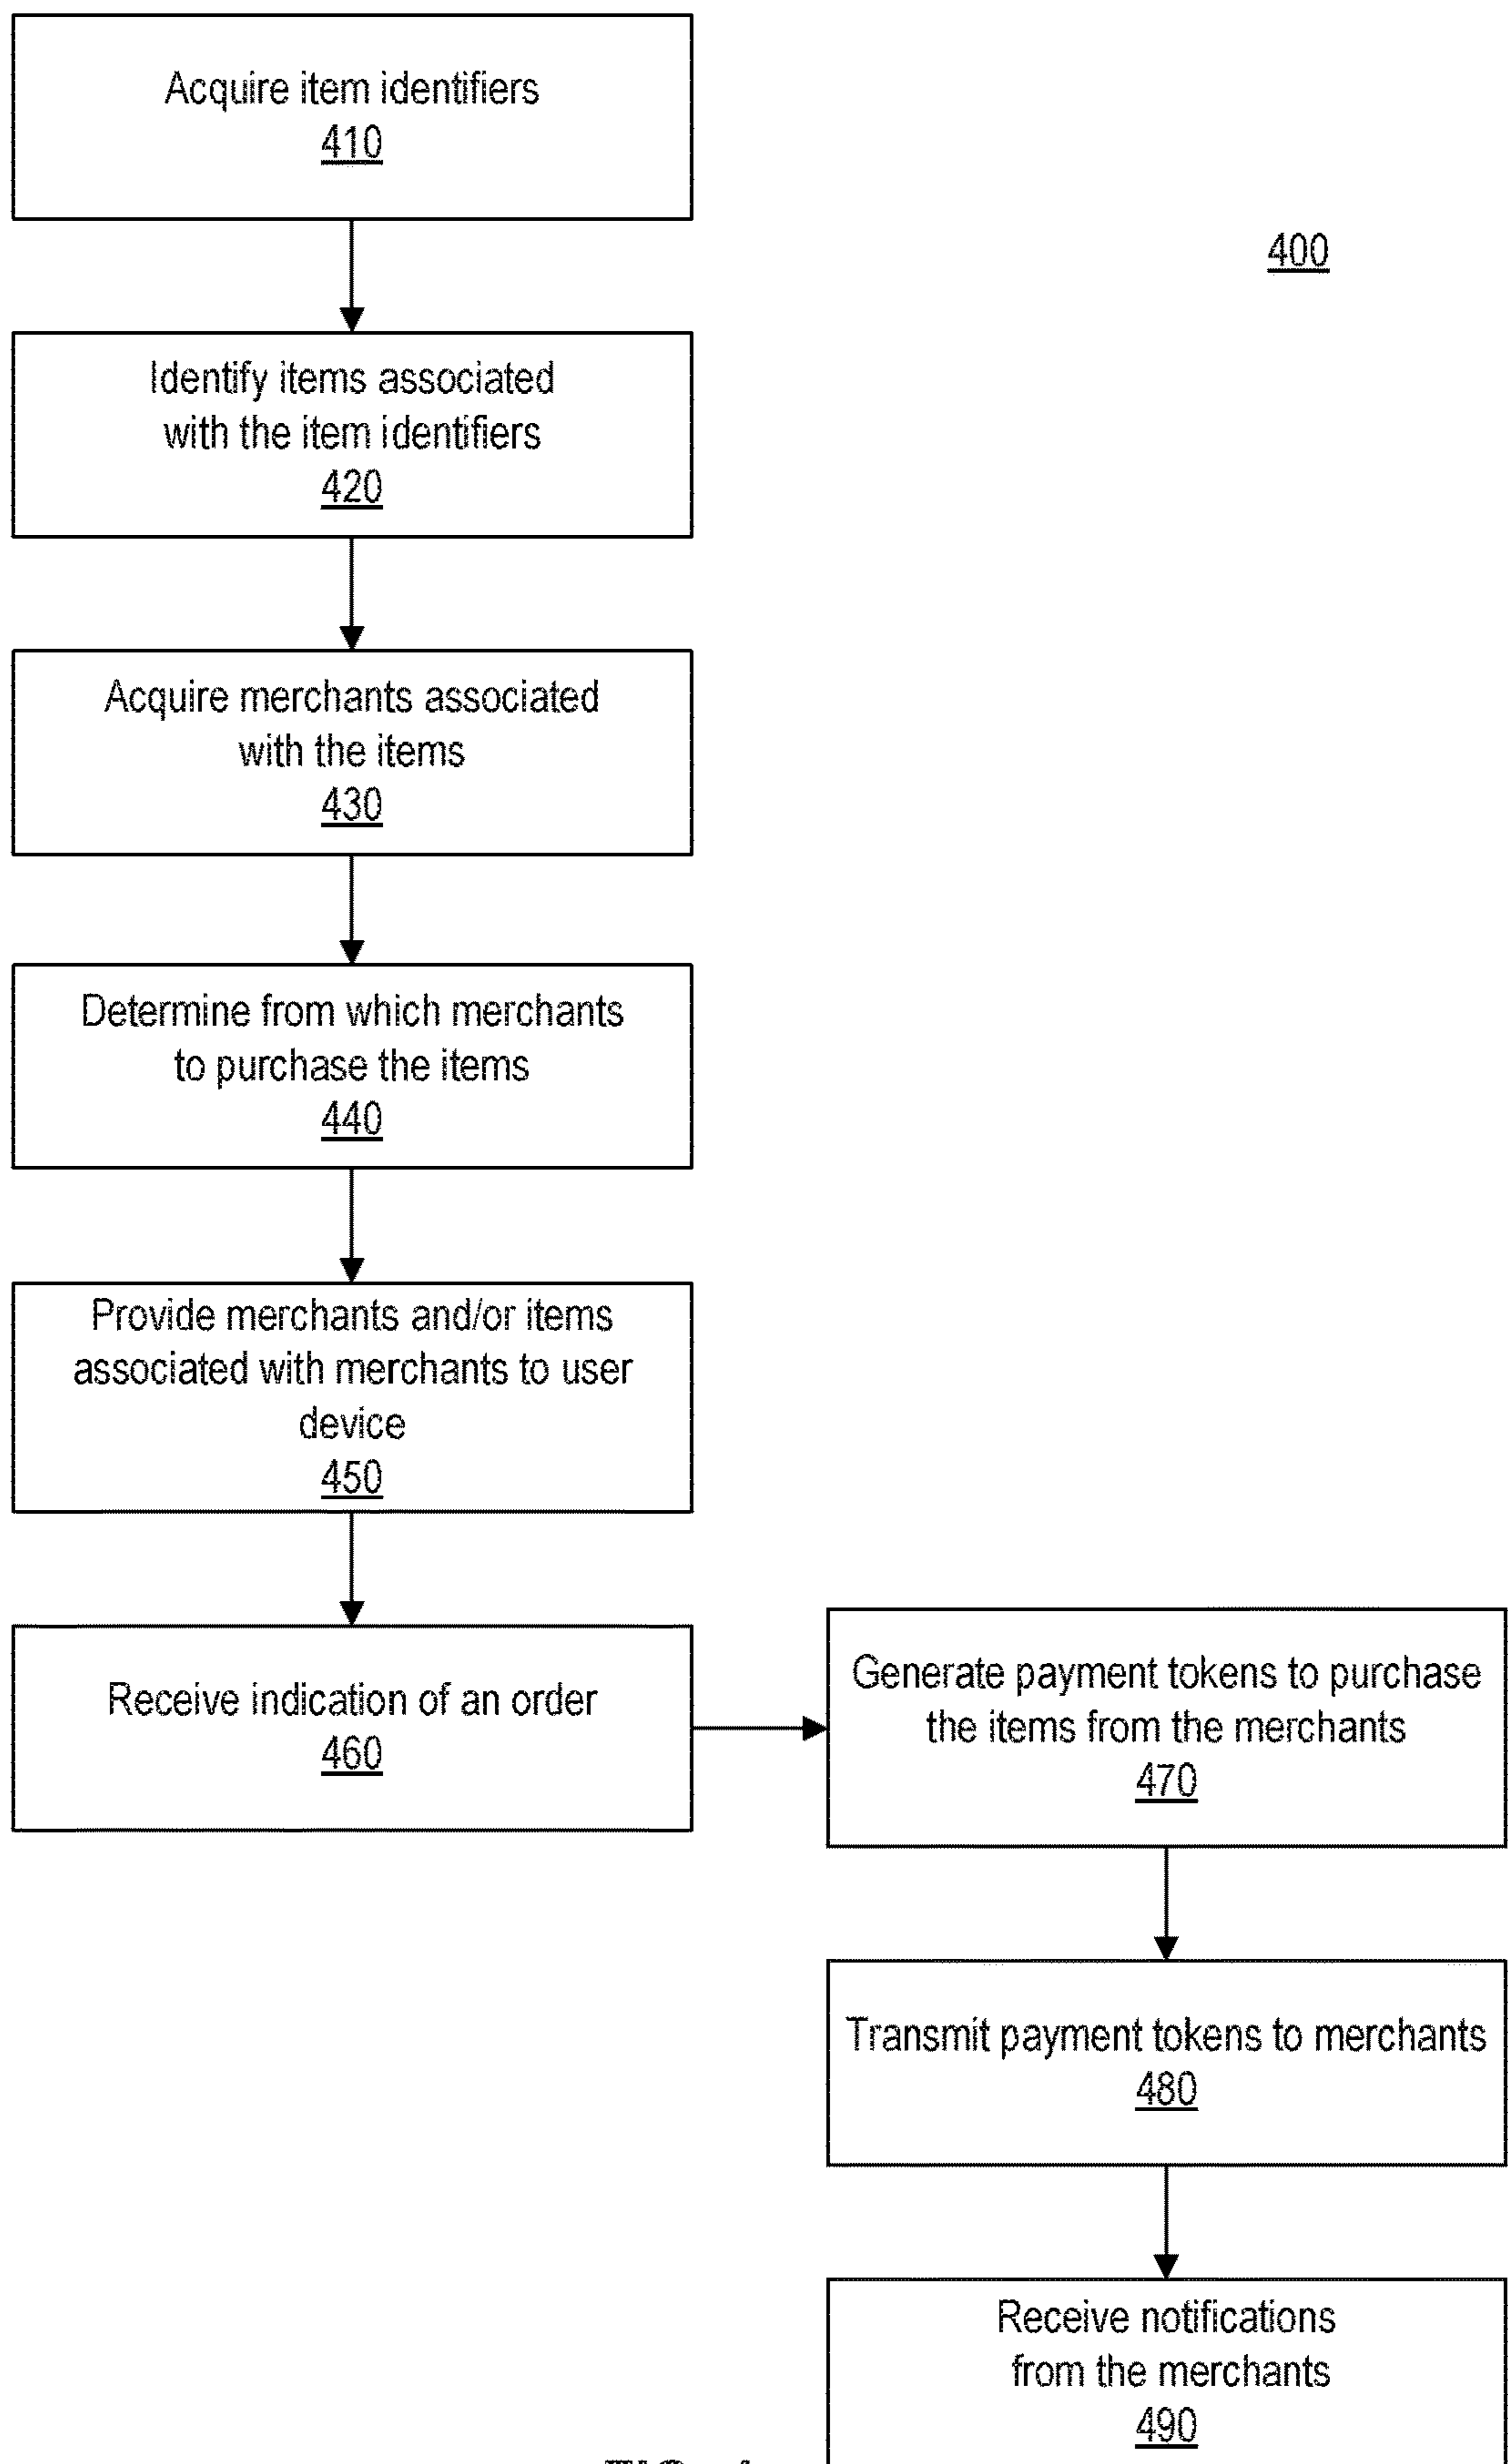 Acquire item identifiers
410
400
Identify items associated
with the item identifiers
420
Acquire merchants associated
with the items
430
Determine from which merchants
to purchase the items
440
Provide merchants and/or items
associated with merchants to user
device
450
Receive indication of an order
460
Generate payment tokens to purchase
the items from the merchants
470
Transmit payment tokens to merchants
480
Receive notifications
from the merchants
490